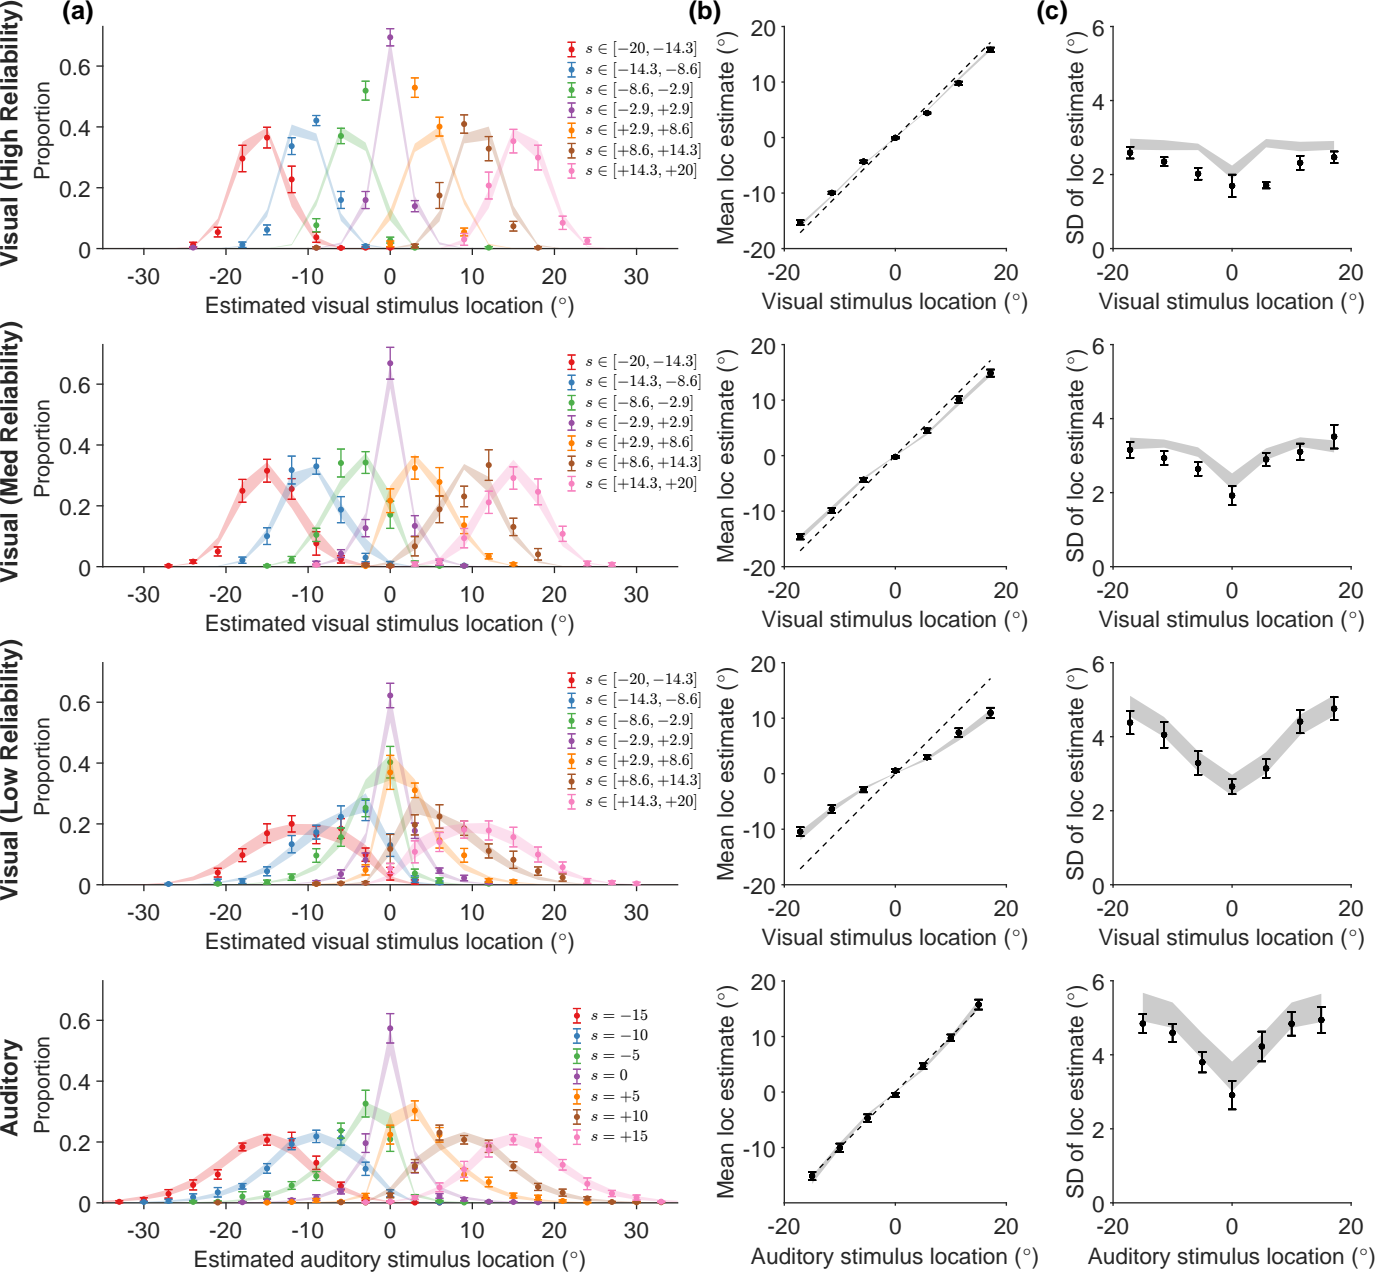 (a)
(b)
(c)
Visual (High Reliability)
Proportion
0.6
0.4
0.2
0
-30 -20 -10 0 10 20 30
Estimated visual stimulus location (°)
s ∈ [−20, −14.3]
s ∈ [−14.3, −8.6]
s ∈ [−8.6, −2.9]
s ∈ [−2.9, +2.9]
s ∈ [+2.9, +8.6]
s ∈ [+8.6, +14.3]
s ∈ [+14.3, +20]
Mean loc estimate (°)
20
10
0
-10
-20
-20 0 20
Visual stimulus location (°)
SD of loc estimate (°)
6
4
2
0
-20 0 20
Visual stimulus location (°)
Visual (Med Reliability)
Proportion
0.6
0.4
0.2
0
-30 -20 -10 0 10 20 30
Estimated visual stimulus location (°)
s ∈ [−20, −14.3]
s ∈ [−14.3, −8.6]
s ∈ [−8.6, −2.9]
s ∈ [−2.9, +2.9]
s ∈ [+2.9, +8.6]
s ∈ [+8.6, +14.3]
s ∈ [+14.3, +20]
Mean loc estimate (°)
20
10
0
-10
-20
-20 0 20
Visual stimulus location (°)
SD of loc estimate (°)
6
4
2
0
-20 0 20
Visual stimulus location (°)
Visual (Low Reliability)
Proportion
0.6
0.4
0.2
0
-30 -20 -10 0 10 20 30
Estimated visual stimulus location (°)
s ∈ [−20, −14.3]
s ∈ [−14.3, −8.6]
s ∈ [−8.6, −2.9]
s ∈ [−2.9, +2.9]
s ∈ [+2.9, +8.6]
s ∈ [+8.6, +14.3]
s ∈ [+14.3, +20]
Mean loc estimate (°)
20
10
0
-10
-20
-20 0 20
Visual stimulus location (°)
SD of loc estimate (°)
6
4
2
0
-20 0 20
Visual stimulus location (°)
Auditory
Proportion
0.6
0.4
0.2
0
-30 -20 -10 0 10 20 30
Estimated auditory stimulus location (°)
s = −15
s = −10
s = −5
s = 0
s = +5
s = +10
s = +15
Mean loc estimate (°)
20
10
0
-10
-20 0 20
Auditory stimulus location (°)
SD of loc estimate (°)
6
4
2
0
-20 0 20
Auditory stimulus location (°)